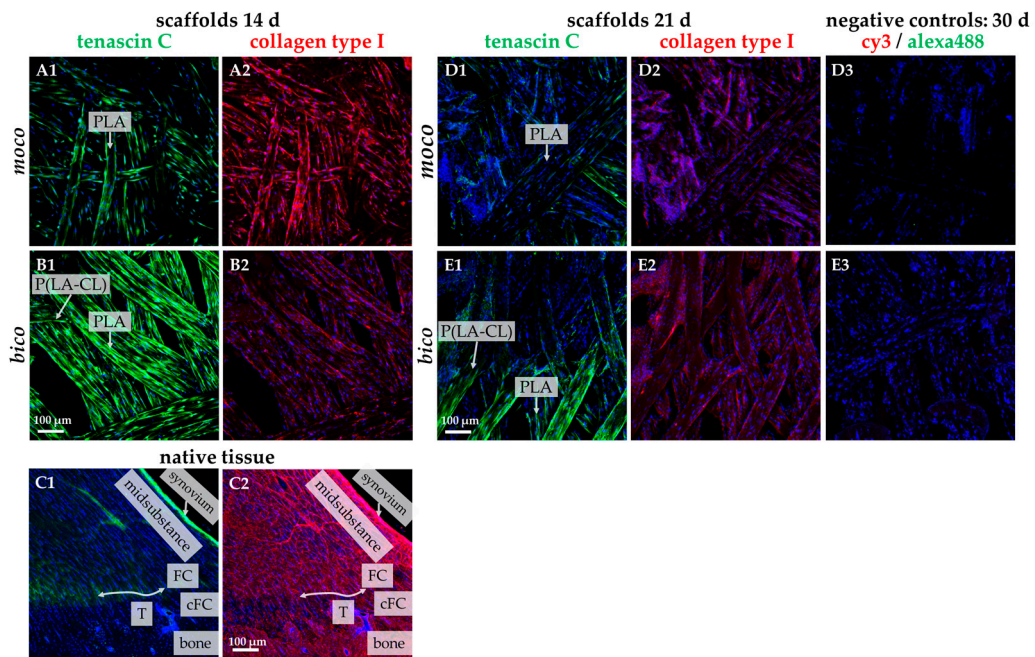 scaffolds 14 d
scaffolds 21 d
negative controls: 30 d
tenascin C
collagen type I
tenascin C
collagen type I
cy3 / alexa488
moco
A1
PLA
A2
moco
D1
PLA
D2
D3
bico
B1
P(LA-CL)
PLA
100 µm
B2
bico
E1
P(LA-CL)
PLA
100 µm
E2
E3
native tissue
C1
synovium
midsubstance
FC
cFC
T
bone
C2
synovium
midsubstance
FC
cFC
T
100 µm
bone